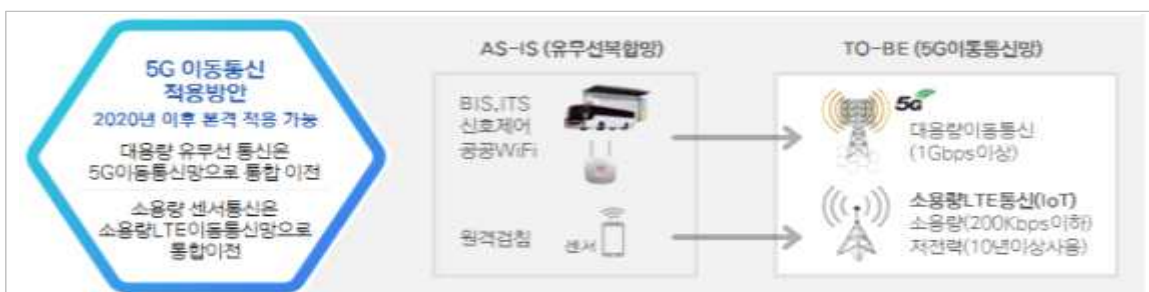 5G 이동통신
적용방안
2020년 이후 본격 적용 가능
대용량 유무선 통신은
5G이동통신망으로 통합 이전
소용량 센서통신은
소용량LTE이동통신망으로
통합이전
AS-IS (유무선복합망)
BIS,ITS
신호제어
공공WiFi
원격검침
센서
TO-BE (5G이동통신망)
5G
대용량이동통신
(1Gbps이상)
소용량LTE통신(IoT)
소용량(200Kbps이하)
저전력(10년이상사용)